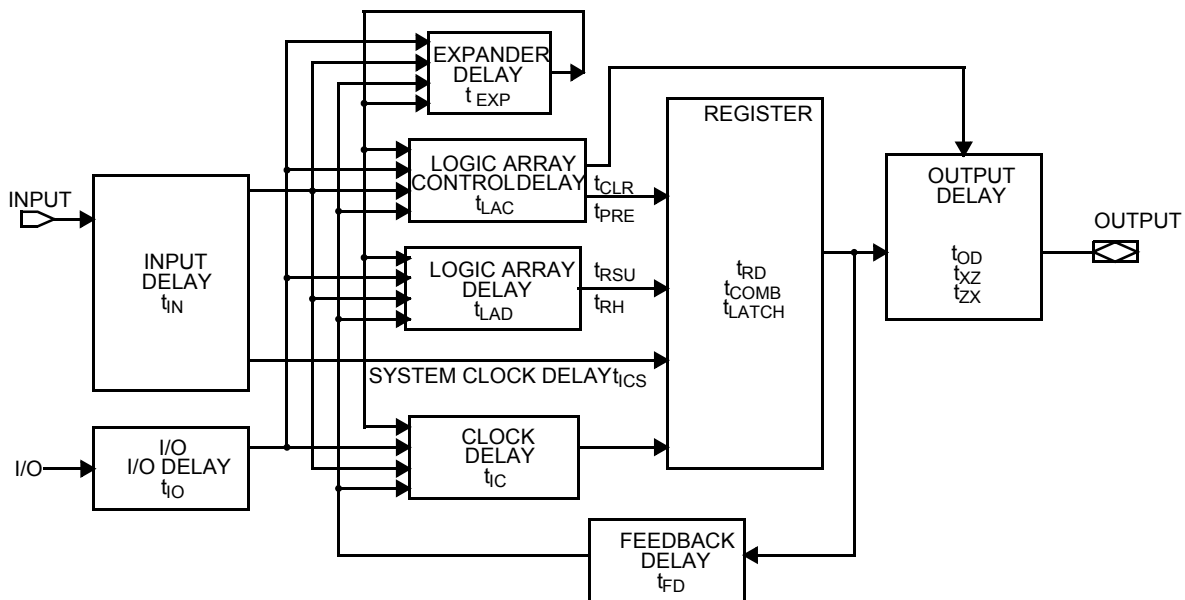 EXPANDER
DELAY
t EXP
REGISTER
LOGIC ARRAY
CONTROLDELAY
tLAC
tCLR
tPRE
OUTPUT
DELAY
tOD
tXZ
tZX
INPUT
OUTPUT
INPUT
DELAY
tIN
LOGIC ARRAY
DELAY
tLAD
tRSU
tRH
tRD
tCOMB
tLATCH
SYSTEM CLOCK DELAYtICS
I/O
I/O
I/O DELAY
tIO
CLOCK
DELAY
tIC
FEEDBACK
DELAY
tFD